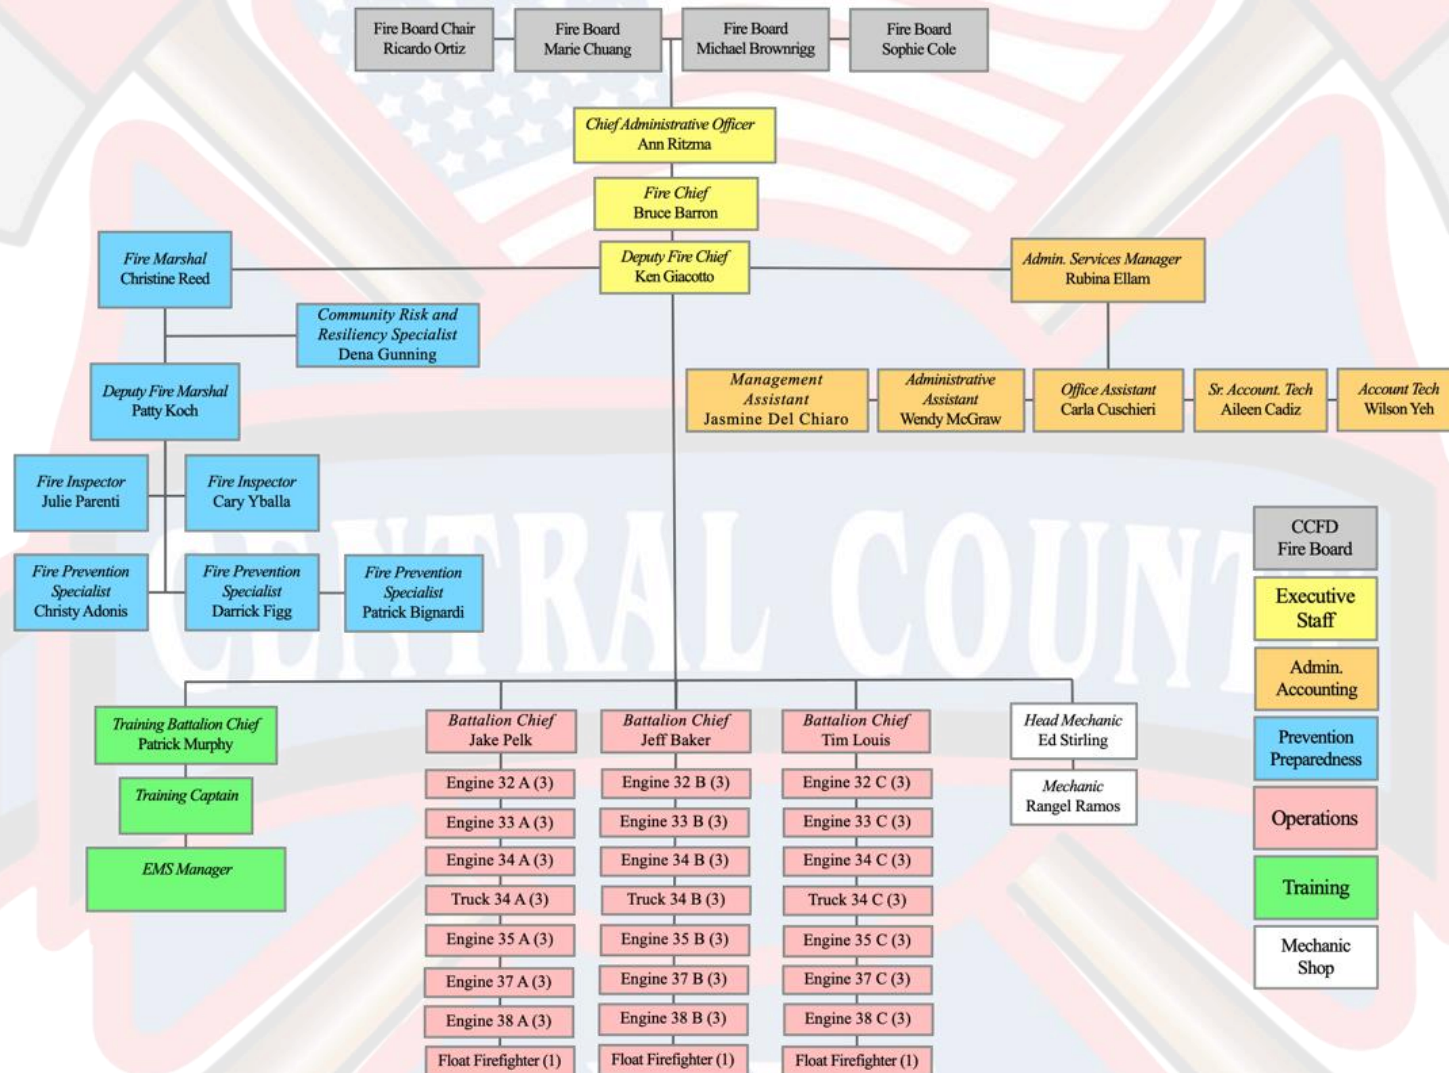 Fire Board Chair
Ricardo Ortiz
Fire Board
Marie Chuang
Fire Board
Michael Brownrigg
Fire Board
Sophie Cole
Chief Administrative Officer
Ann Ritzma
Fire Chief
Bruce Barron
Deputy Fire Chief
Ken Giacotto
Fire Marshal
Christine Reed
Admin. Services Manager
Rubina Ellam
Community Risk and
Resiliency Specialist
Dena Gunning
Deputy Fire Marshal
Patty Koch
Management
Assistant
Jasmine Del Chiaro
Administrative
Assistant
Wendy McGraw
Office Assistant
Carla Cuschieri
Sr. Account. Tech
Aileen Cadiz
Account Tech
Wilson Yeh
Fire Inspector
Julie Parenti
Fire Inspector
Cary Yballa
Fire Prevention
Specialist
Christy Adonis
Fire Prevention
Specialist
Darrick Figg
Fire Prevention
Specialist
Patrick Bignardi
CENTRAL COUNTY
CCFD
Fire Board
Executive
Staff
Admin.
Accounting
Prevention
Preparedness
Operations
Training
Mechanic
Shop
Training Battalion Chief
Patrick Murphy
Training Captain
EMS Manager
Battalion Chief
Jake Pelk
Engine 32 A (3)
Engine 33 A (3)
Engine 34 A (3)
Truck 34 A (3)
Engine 35 A (3)
Engine 37 A (3)
Engine 38 A (3)
Float Firefighter (1)
Battalion Chief
Jeff Baker
Engine 32 B (3)
Engine 33 B (3)
Engine 34 B (3)
Truck 34 B (3)
Engine 35 B (3)
Engine 37 B (3)
Engine 38 B (3)
Float Firefighter (1)
Battalion Chief
Tim Louis
Engine 32 C (3)
Engine 33 C (3)
Engine 34 C (3)
Truck 34 C (3)
Engine 35 C (3)
Engine 37 C (3)
Engine 38 C (3)
Float Firefighter (1)
Head Mechanic
Ed Stirling
Mechanic
Rangel Ramos